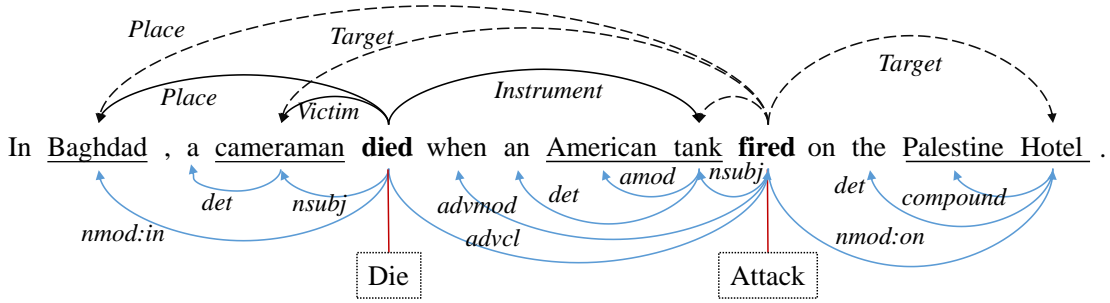 Place
Target
Target
Place
Victim
Instrument
In Baghdad , a cameraman died when an American tank fired on the the Palestine Hotel .
det
nsubj
advmod
det
amod
nsubj
det
compound
nmod:in
advcl
nmod:on
Die
Attack